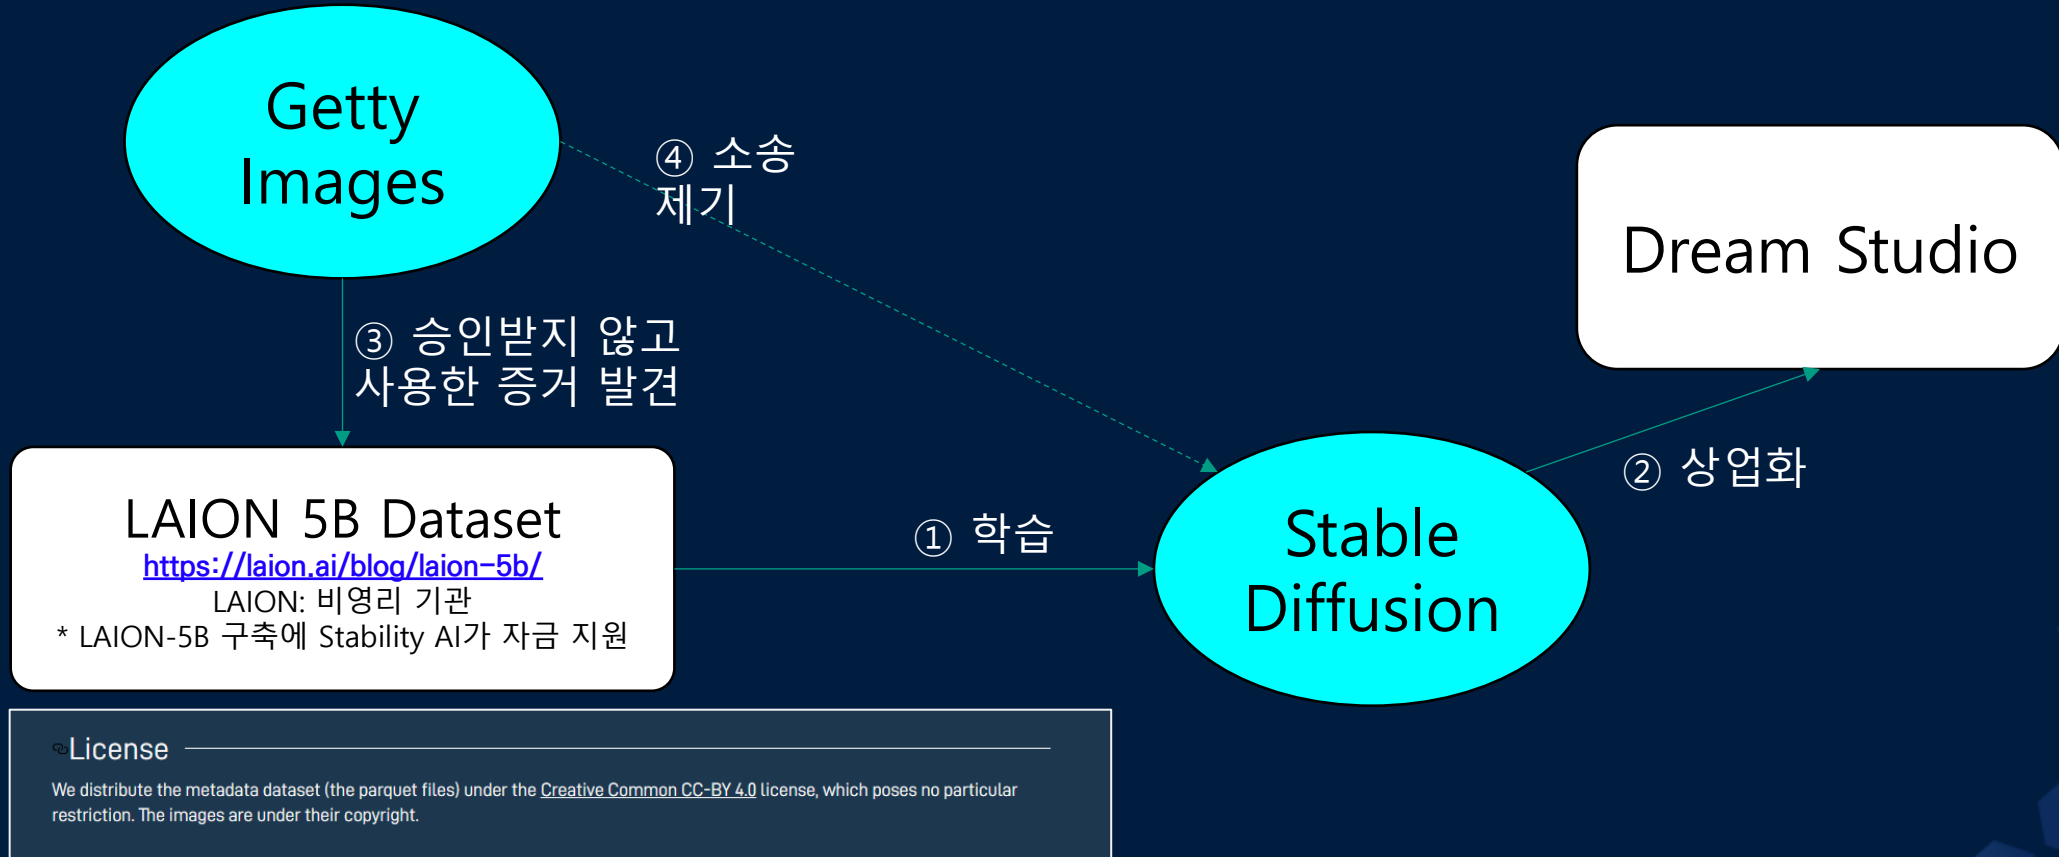 Getty
Images
④ 소송
제기
Dream Studio
③ 승인받지 않고
사용한 증거 발견
② 상업화
LAION 5B Dataset
https://laion.ai/blog/laion-5b/
LAION: 비영리 기관
* LAION-5B 구축에 Stability AI가 자금 지원
① 학습
Stable
Diffusion
License
We distribute the metadata dataset (the parquet files) under the Creative Common CC-BY 4.0 license, which poses no particular
restriction. The images are under their copyright.